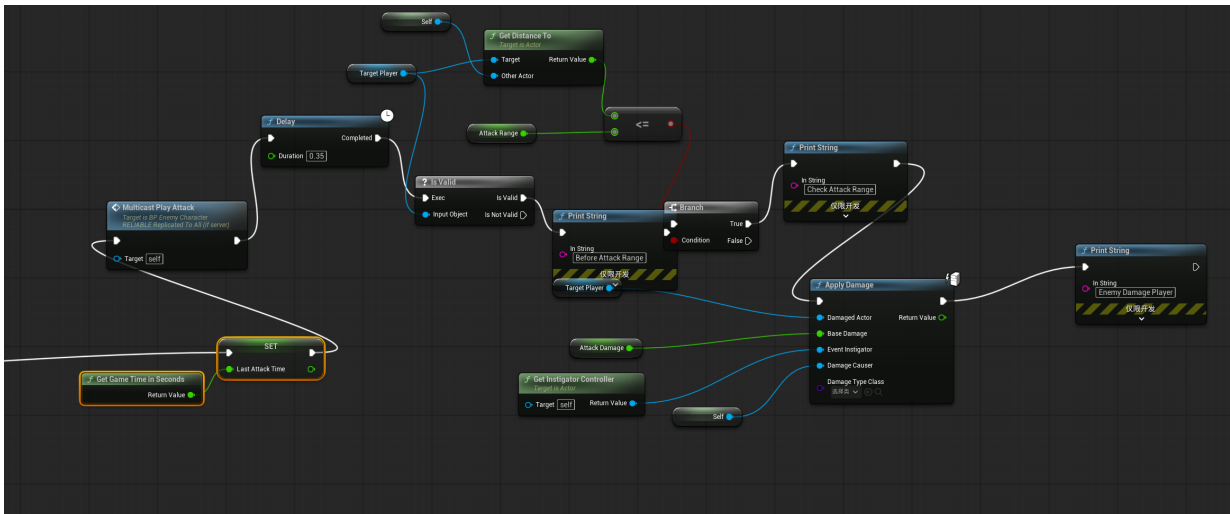 Self
Get Distance To
Target is Actor
Target
Return Value
Other Actor
Target Player
Attack Range
<=
Delay
Completed
Duration
0.35
Is Valid
Exec
Is Valid
Input Object
Is Not Valid
Multicast Play Attack
Target is BP Enemy Character
RELIABLE Replicated To All (if server)
Target
self
Print String
In String
Before Attack Range
仅限开发
Branch
True
Condition
False
Print String
In String
Check Attack Range
仅限开发
Target Player
Attack Damage
Get Instigator Controller
Target is Actor
Target
self
Return Value
Self
Apply Damage
Damaged Actor
Return Value
Base Damage
Event Instigator
Damage Causer
Damage Type Class
选择类
Print String
In String
Enemy Damage Player
仅限开发
SET
Last Attack Time
Get Game Time in Seconds
Return Value